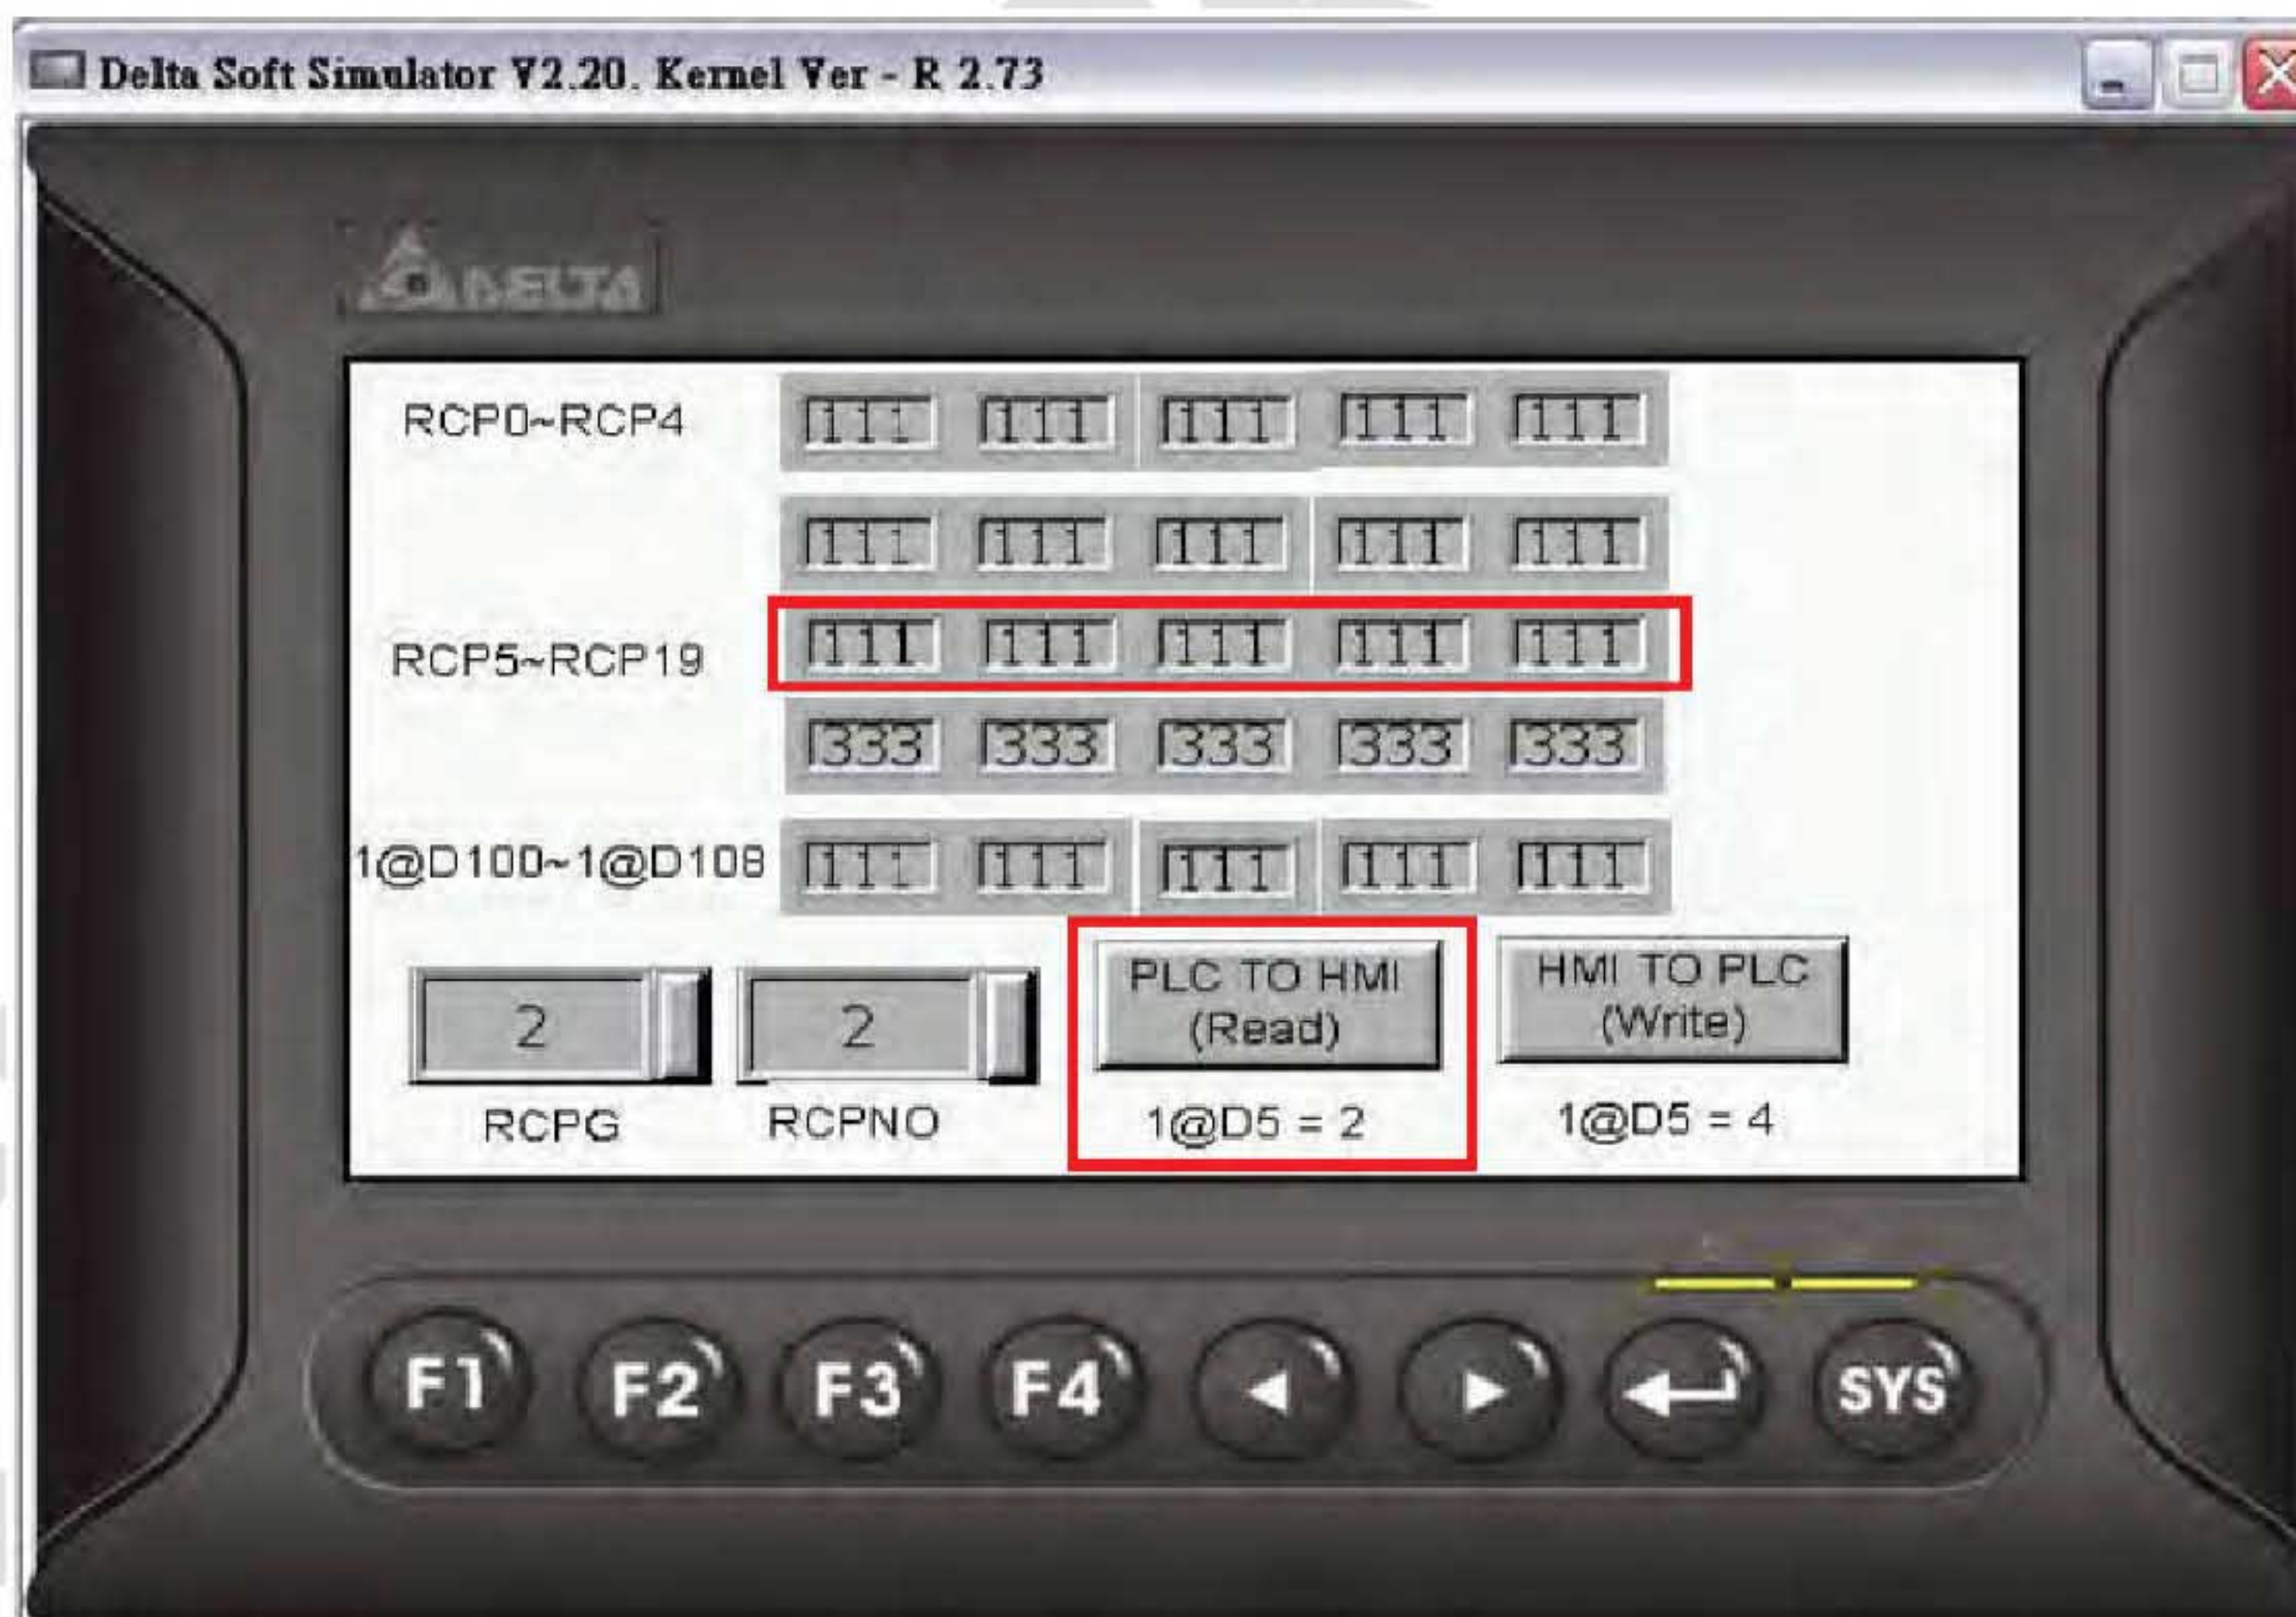 Delta Soft Simulator V2.20. Kernel Ver - R 2.73
DELTA
RCP0~RCP4 111 111 111 111 111
111 111 111 111 111
RCP5~RCP19 111 111 111 111 111
333 333 333 333 333
1@D100~1@D108 111 111 111 111 111
2 2 PLC TO HMI HMI TO PLC
(Read) (Write)
RCPG RCPNO 1@D5 = 2 1@D5 = 4
F1 F2 F3 F4 SYS